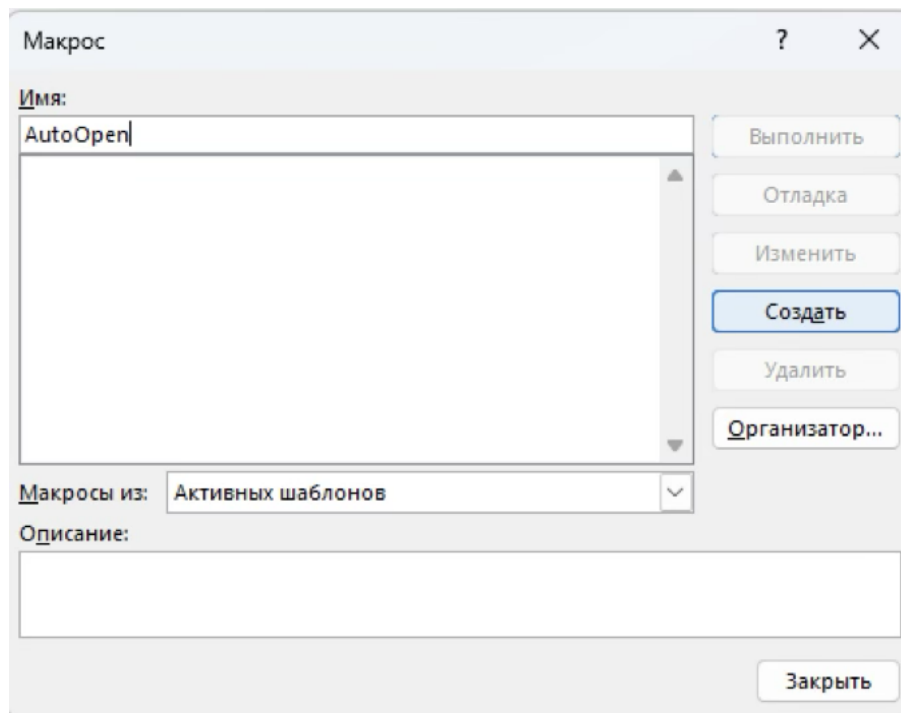 Макрос
?
Имя:
AutoOpen
Выполнить
Отладка
Изменить
Создать
Удалить
Организатор...
Макросы из: Активных шаблонов
Описание:
Закрыть